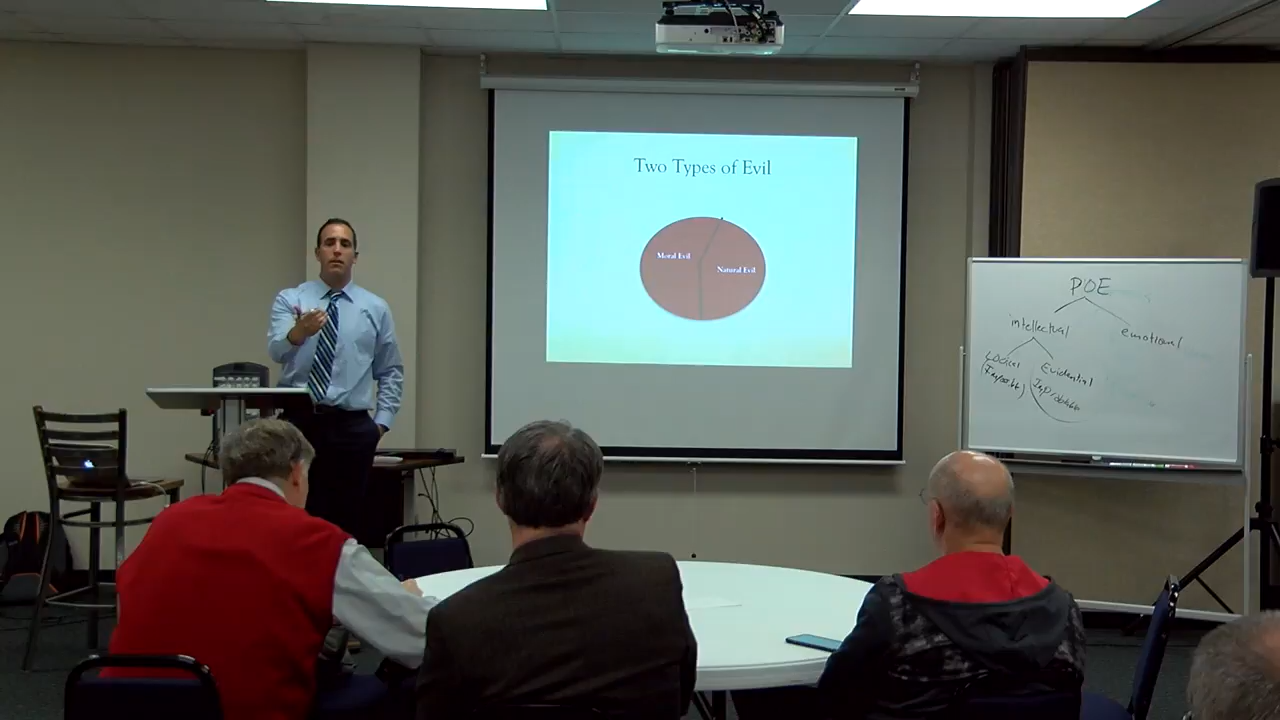 Two Types of Evil
Moral Evil
Natural Evil
POE
intellectual
emotional
Logical
Evidential